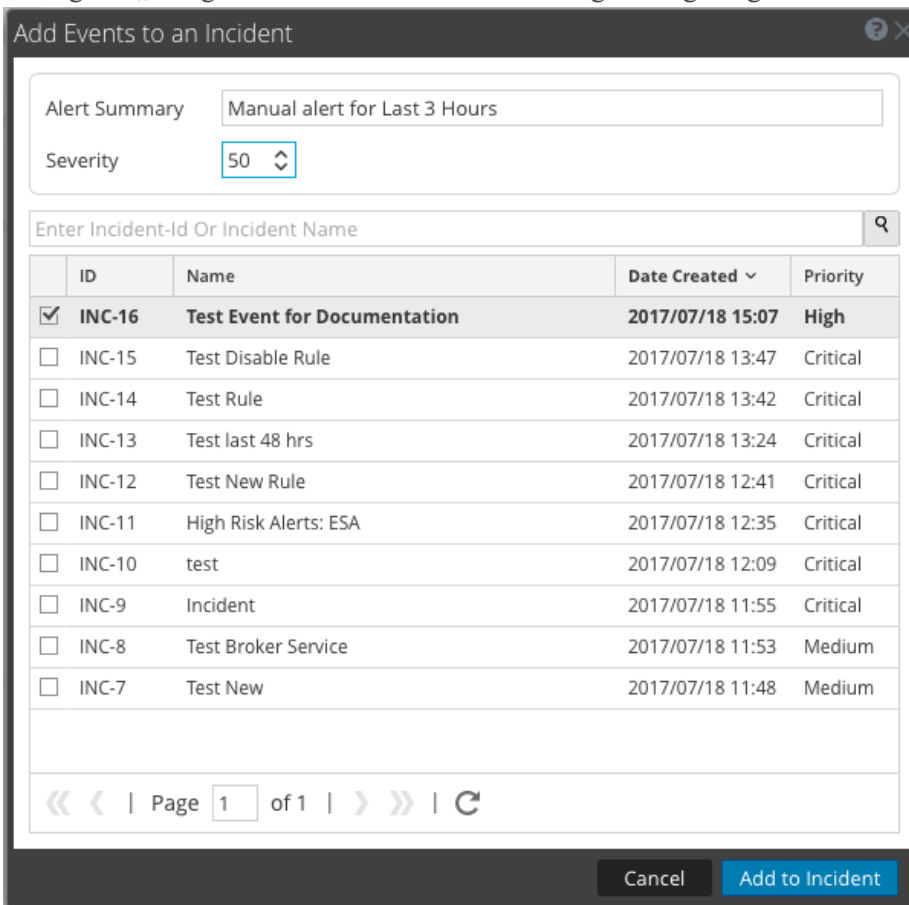 Add Events to an Incident
Alert Summary Manual alert for Last 3 Hours
Severity 50
Enter Incident-Id Or Incident Name
ID Name Date Created Priority
INC-16 Test Event for Documentation 2017/07/18 15:07 High
INC-15 Test Disable Rule 2017/07/18 13:47 Critical
INC-14 Test Rule 2017/07/18 13:42 Critical
INC-13 Test last 48 hrs 2017/07/18 13:24 Critical
INC-12 Test New Rule 2017/07/18 12:41 Critical
INC-11 High Risk Alerts: ESA 2017/07/18 12:35 Critical
INC-10 test 2017/07/18 12:09 Critical
INC-9 Incident 2017/07/18 11:55 Critical
INC-8 Test Broker Service 2017/07/18 11:53 Medium
INC-7 Test New 2017/07/18 11:48 Medium
| Page 1 of 1 | |
Cancel Add to Incident